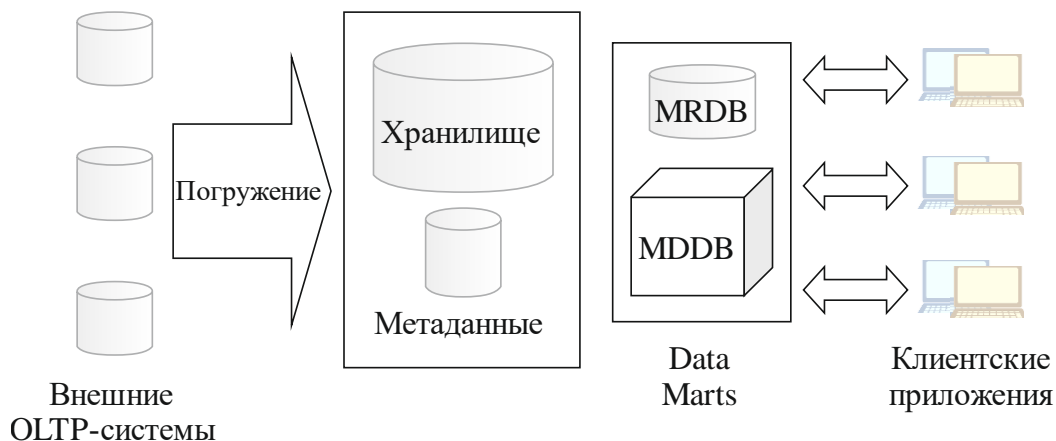 Погружение
Хранилище
Метаданные
MRDB
MDDB
Внешние
OLTP-системы
Data
Marts
Клиентские
приложения